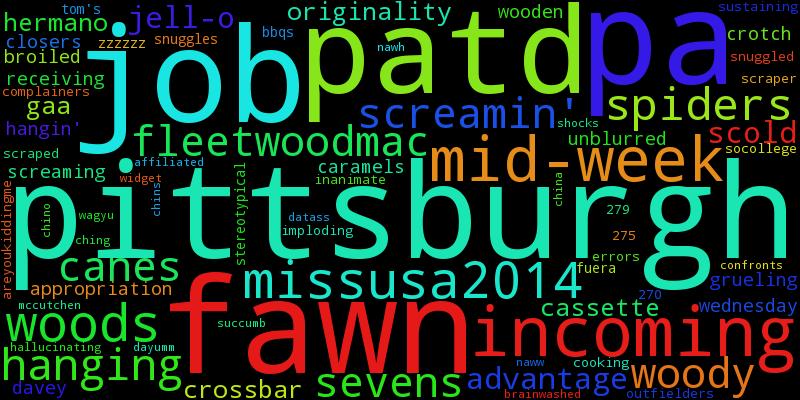 tom's
hermano
jell-o
originality
wooden
sustaining
closers
zzzzzz
snuggles
bbqs
job
patd
pa
crotch
nawh
broiled
snuggled
receiving
scraper
complainers
gaa
screamin'
spiders
hangin'
fleetwoodmac
shocks
unblurred
scold
scraped
affiliated
caramels
mid-week
socollege
screaming
widget
inanimate
pittsburgh
areyoukiddingme
chino
wagyu
chins
stereotypical
china
279
datass
ching
imploding
275
canes
errors
missusa2014
fuera
confronts
appropriation
grueling
mccutchen
fawn
270
cassette
wednesday
woods
succumb
incoming
hallucinating
dayumm
hanging
naww
cooking
davey
crossbar
sevens
advantage
woody
brainwashed
outfielders